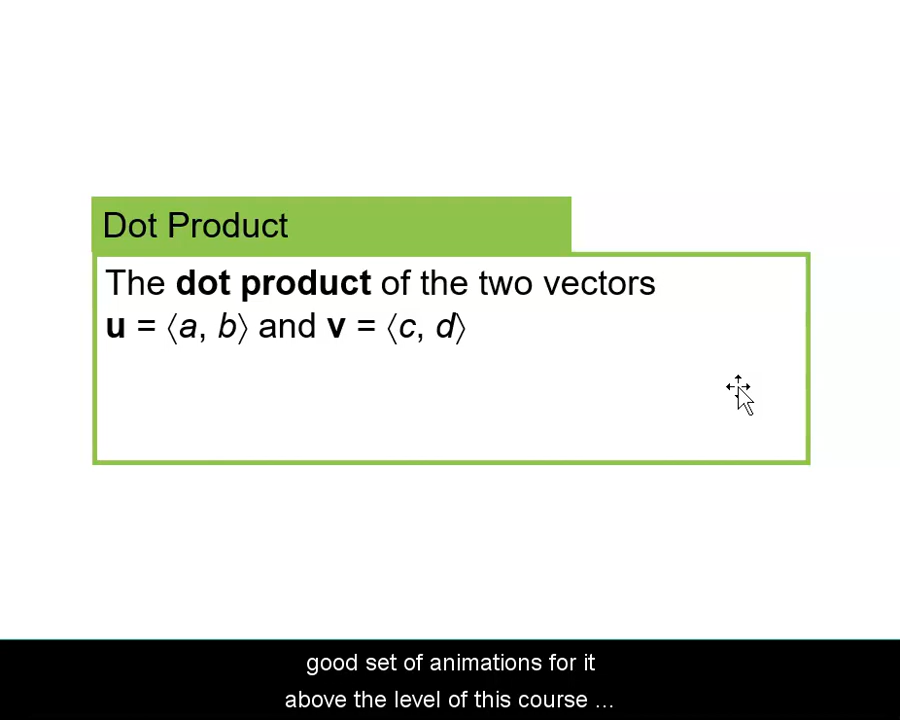 Dot Product
The dot product of the two vectors
u = ⟨a, b⟩ and v = ⟨c, d⟩
good set of animations for it
above the level of this course ...